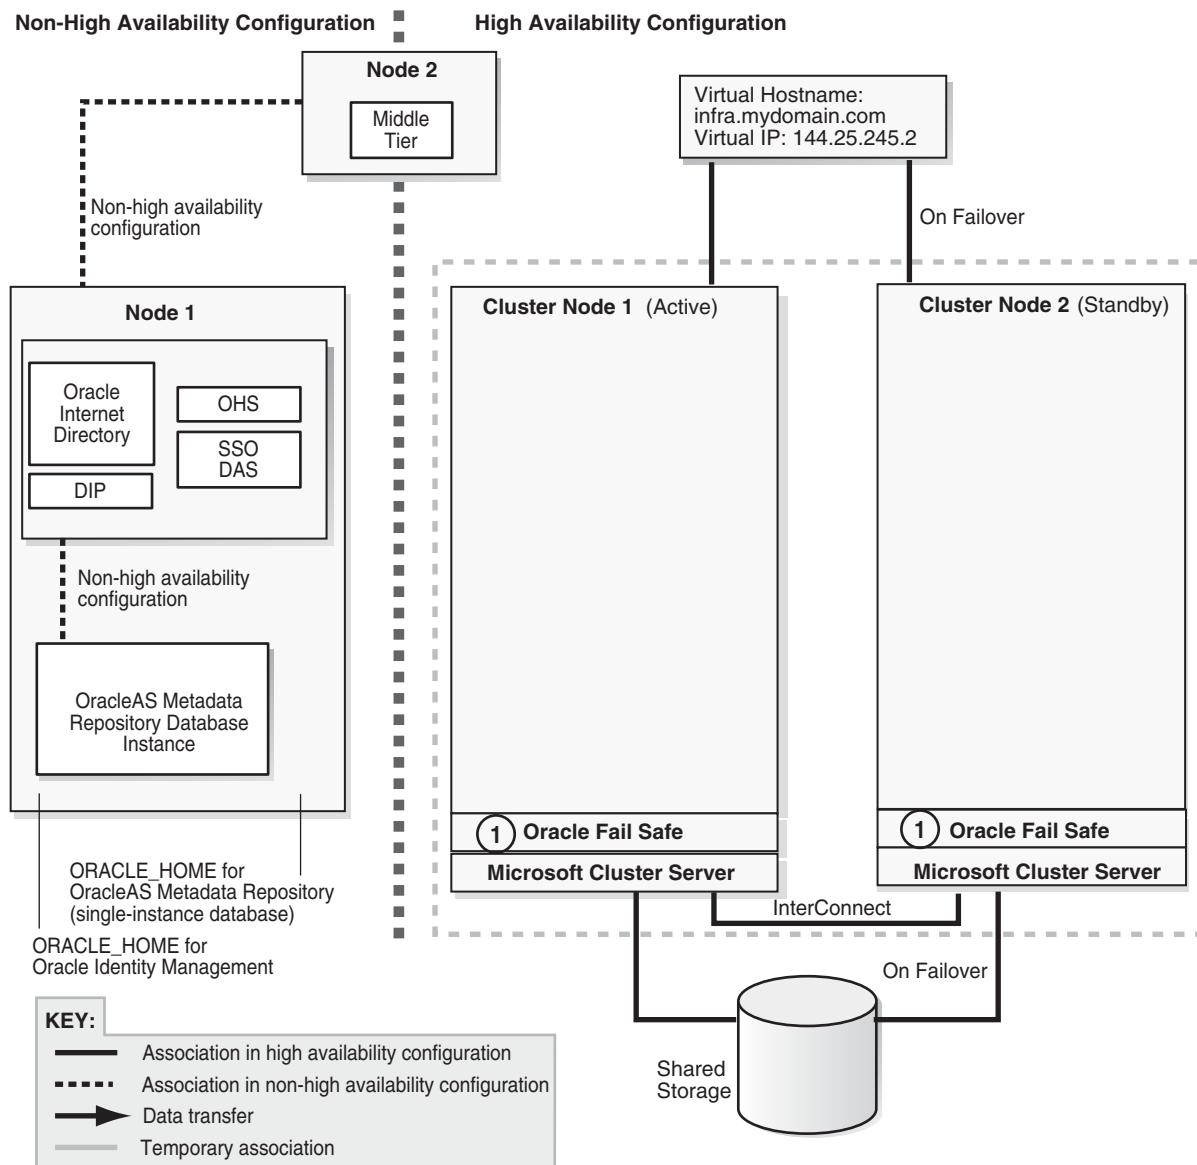 Non-High Availability Configuration
High Availability Configuration
Node 2
Middle
Tier
Virtual Hostname:
infra.mydomain.com
Virtual IP: 144.25.245.2
Non-high availability
configuration
On Failover
Node 1
Oracle
Internet
Directory
OHS
SSO
DAS
DIP
Non-high availability
configuration
OracleAS Metadata
Repository Database
Instance
ORACLE_HOME for
OracleAS Metadata Repository
(single-instance database)
ORACLE_HOME for
Oracle Identity Management
Cluster Node 1 (Active)
1 Oracle Fail Safe
Microsoft Cluster Server
Cluster Node 2 (Standby)
1 Oracle Fail Safe
Microsoft Cluster Server
InterConnect
On Failover
Shared
Storage
KEY:
Association in high availability configuration
Association in non-high availability configuration
Data transfer
Temporary association